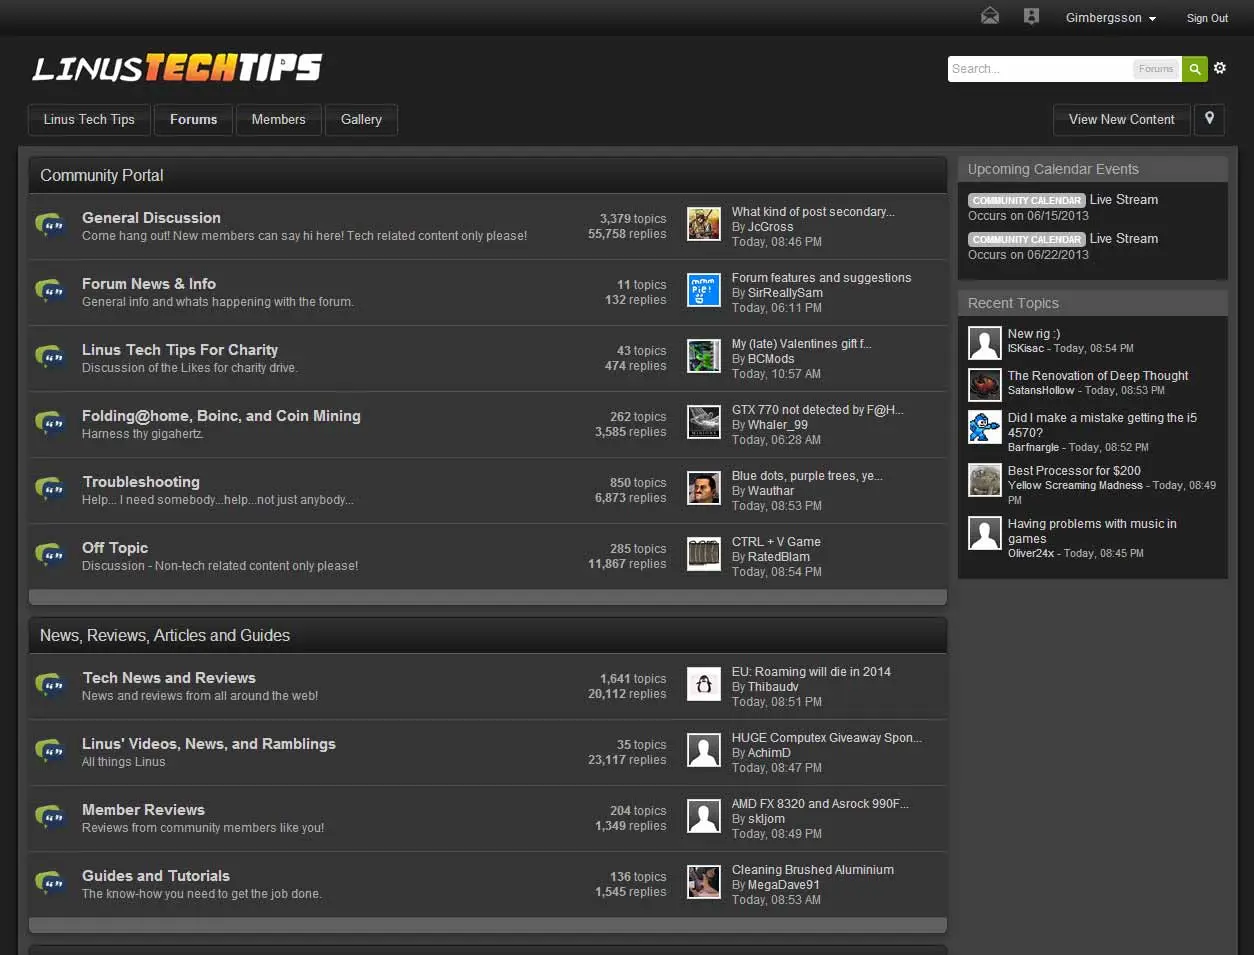 Gimbergsson
Sign Out
LINUS TECH TIPS
Search...
Forums
Linus Tech Tips
Forums
Members
Gallery
View New Content
Community Portal
General Discussion
Come hang out! New members can say hi here! Tech related content only please!
3,379 topics
55,758 replies
What kind of post secondary...
By JcGross
Today, 08:46 PM
Forum News & Info
General info and whats happening with the forum.
11 topics
132 replies
mmm
Pie!
Forum features and suggestions
By SirReallySam
Today, 06:11 PM
Linus Tech Tips For Charity
Discussion of the Likes for charity drive.
43 topics
474 replies
My (late) Valentines gift f...
By BCMods
Today, 10:57 AM
Folding@home, Boinc, and Coin Mining
Harness thy gigahertz.
262 topics
3,585 replies
GTX 770 not detected by F@H...
By Whaler_99
Today, 06:28 AM
Troubleshooting
Help... I need somebody...help...not just anybody...
850 topics
6,873 replies
Blue dots, purple trees, ye...
By Wauthar
Today, 08:53 PM
Off Topic
Discussion - Non-tech related content only please!
285 topics
11,867 replies
CTRL + V Game
By RatedBlam
Today, 08:54 PM
News, Reviews, Articles and Guides
Tech News and Reviews
News and reviews from all around the web!
1,641 topics
20,112 replies
EU: Roaming will die in 2014
By Thibaudv
Today, 08:51 PM
Linus' Videos, News, and Ramblings
All things Linus
35 topics
23,117 replies
HUGE Computex Giveaway Spon...
By AchimD
Today, 08:47 PM
Member Reviews
Reviews from community members like you!
204 topics
1,349 replies
AMD FX 8320 and Asrock 990F...
By skljom
Today, 08:49 PM
Guides and Tutorials
The know-how you need to get the job done.
136 topics
1,545 replies
Cleaning Brushed Aluminium
By MegaDave91
Today, 08:53 AM
Upcoming Calendar Events
COMMUNITY CALENDAR Live Stream
Occurs on 06/15/2013
COMMUNITY CALENDAR Live Stream
Occurs on 06/22/2013
Recent Topics
New rig :)
ISKisac - Today, 08:54 PM
The Renovation of Deep Thought
SatansHollow - Today, 08:53 PM
Did I make a mistake getting the i5
4570?
Barfnargle - Today, 08:52 PM
Best Processor for $200
Yellow Screaming Madness - Today, 08:49
PM
Having problems with music in
games
Oliver24x - Today, 08:45 PM